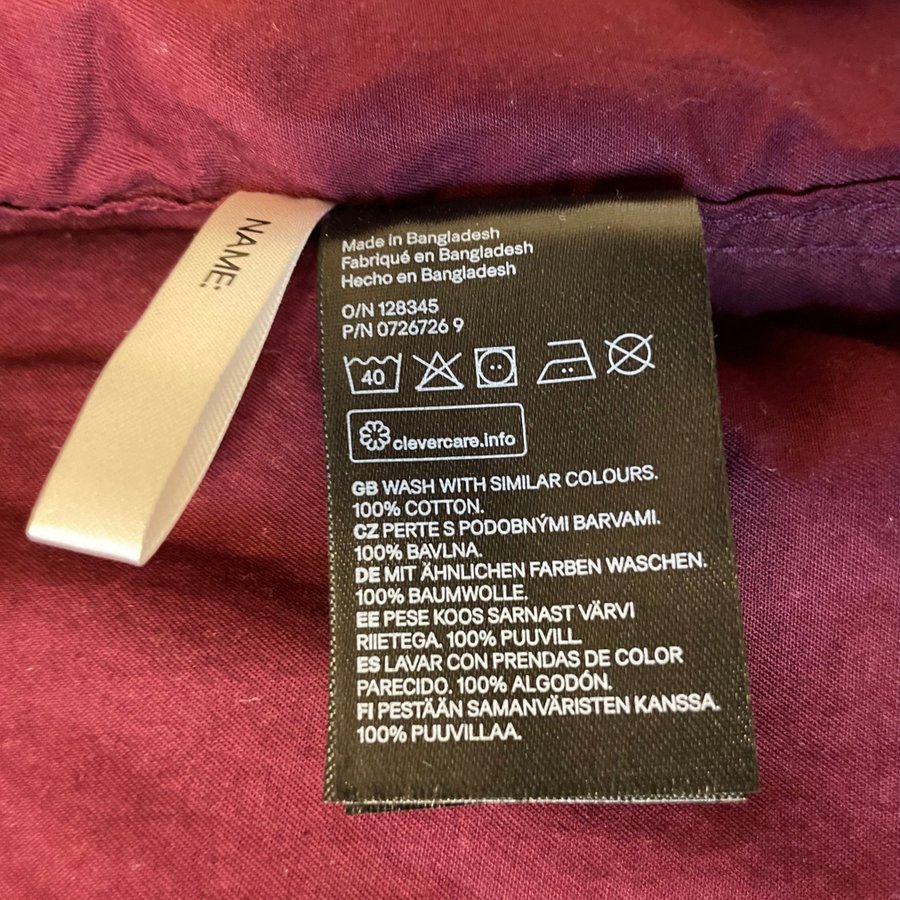 NAME:
Made in Bangladesh
Fabriqué en Bangladesh
Hecho en Bangladesh
O/N 128345
P/N 0726726 9
40
clevercare.info
GB WASH WITH SIMILAR COLOURS.
100% COTTON.
CZ PERTE S PODOBNÝMI BARVAMI.
100% BAVLNA.
DE MIT ÄHNLICHEN FARBEN WASCHEN.
100% BAUMWOLLE.
EE PESE KOOS SARNAST VÄRVI
RIIETEGA. 100% PUUVILL.
ES LAVAR CON PRENDAS DE COLOR
PARECIDO. 100% ALGODÓN.
FI PESTÄÄN SAMANVÄRISTEN KANSSA.
100% PUUVILLAA.